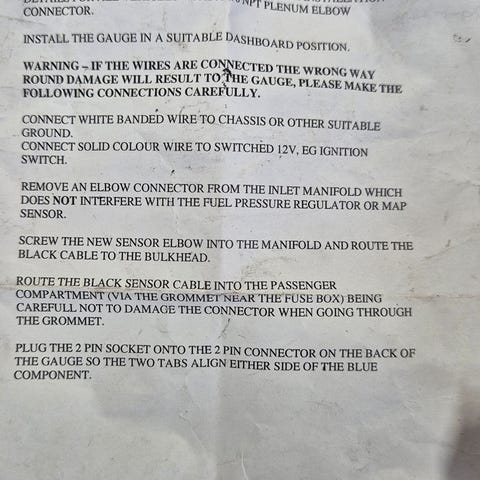 NPT PLENUM ELBOW
CONNECTOR.
INSTALL THE GAUGE IN A SUITABLE DASHBOARD POSITION.
WARNING – IF THE WIRES ARE CONNECTED THE WRONG WAY
ROUND DAMAGE WILL RESULT TO THE GAUGE, PLEASE MAKE THE
FOLLOWING CONNECTIONS CAREFULLY.
CONNECT WHITE BANDED WIRE TO CHASSIS OR OTHER SUITABLE
GROUND.
CONNECT SOLID COLOUR WIRE TO SWITCHED 12V, EG IGNITION
SWITCH.
REMOVE AN ELBOW CONNECTOR FROM THE INLET MANIFOLD WHICH
DOES NOT INTERFERE WITH THE FUEL PRESSURE REGULATOR OR MAP
SENSOR.
SCREW THE NEW SENSOR ELBOW INTO THE MANIFOLD AND ROUTE THE
BLACK CABLE TO THE BULKHEAD.
ROUTE THE BLACK SENSOR CABLE INTO THE PASSENGER
COMPARTMENT (VIA THE GROMMET NEAR THE FUSE BOX) BEING
CAREFULL NOT TO DAMAGE THE CONNECTOR WHEN GOING THROUGH
THE GROMMET.
PLUG THE 2 PIN SOCKET ONTO THE 2 PIN CONNECTOR ON THE BACK OF
THE GAUGE SO THE TWO TABS ALIGN EITHER SIDE OF THE BLUE
COMPONENT.